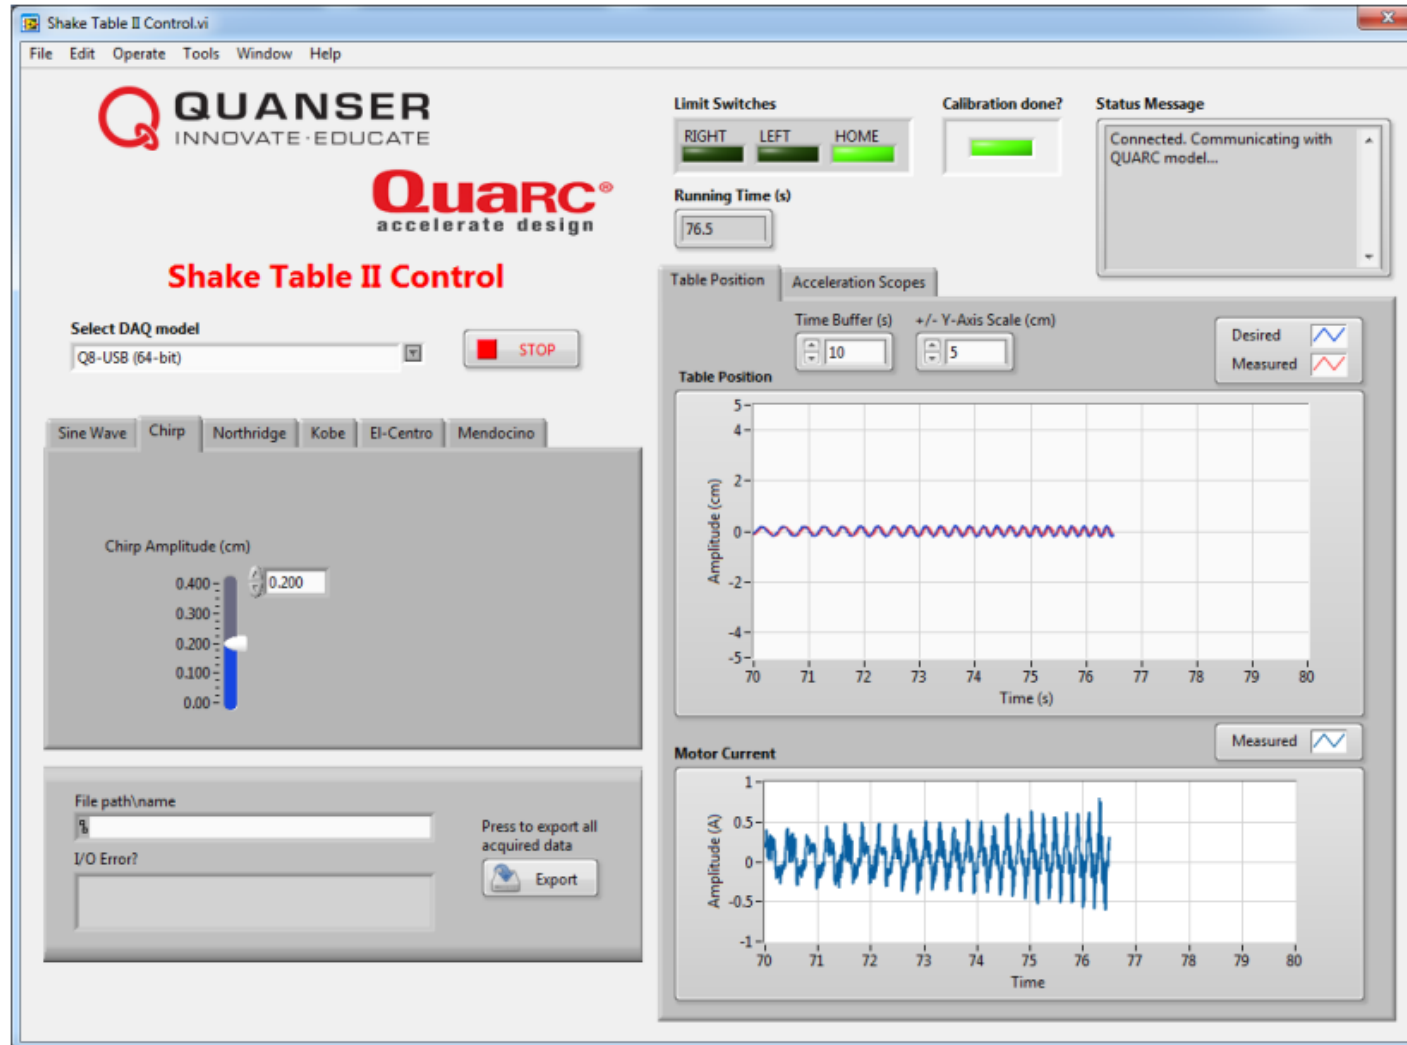 Shake Table II Control.vi
File Edit Operate Tools Window Help
QUANSER
INNOVATE·EDUCATE
QUARC®
accelerate design
Shake Table II Control
Select DAQ model
Q8-USB (64-bit)
STOP
Sine Wave Chirp Northridge Kobe El-Centro Mendocino
Chirp Amplitude (cm)
0.200
0.400
0.300
0.200
0.100
0.00
File path\name
I/O Error?
Press to export all
acquired data
Export
Limit Switches
RIGHT LEFT HOME
Calibration done?
Status Message
Connected. Communicating with
QUARC model...
Running Time (s)
76.5
Table Position Acceleration Scopes
Time Buffer (s) +/- Y-Axis Scale (cm)
10 5
Desired
Measured
Table Position
Amplitude (cm)
5
4
2
0
-2
-4
-5
70 71 72 73 74 75 76 77 78 79 80
Time (s)
Measured
Motor Current
Amplitude (A)
1
0.5
0
-0.5
-1
70 71 72 73 74 75 76 77 78 79 80
Time